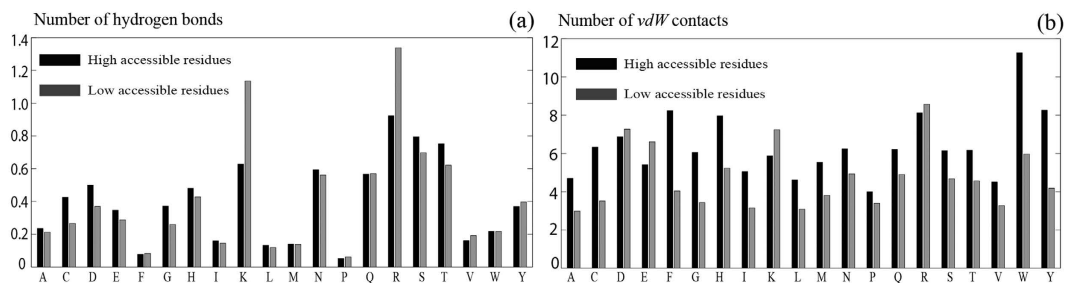 Number of hydrogen bonds (a)
1.4
High accessible residues
1.2
Low accessible residues
1.0
0.8
0.6
0.4
0.2
0
A C D E F G H I K L M N P Q R S T V W Y
Number of vdW contacts (b)
12
High accessible residues
10
Low accessible residues
8
6
4
2
0
A C D E F G H I K L M N P Q R S T V W Y